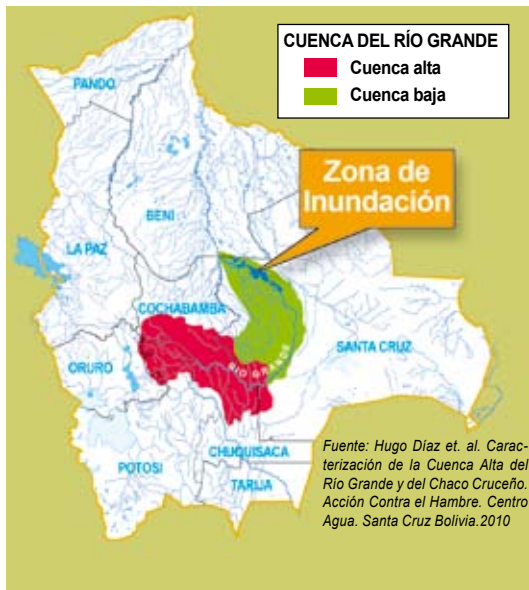 CUENCA DEL RÍO GRANDE
Cuenca alta
Cuenca baja
PANDO
Zona de
Inundación
BENI
LA PAZ
COCHABAMBA
SANTA CRUZ
ORURO
RÍO GRANDE
POTOSI
CHUQUISACA
TARIJA
Fuente: Hugo Díaz et. al. Carac-
terización de la Cuenca Alta del
Río Grande y del Chaco Cruceño.
Acción Contra el Hambre. Centro
Agua. Santa Cruz Bolivia.2010